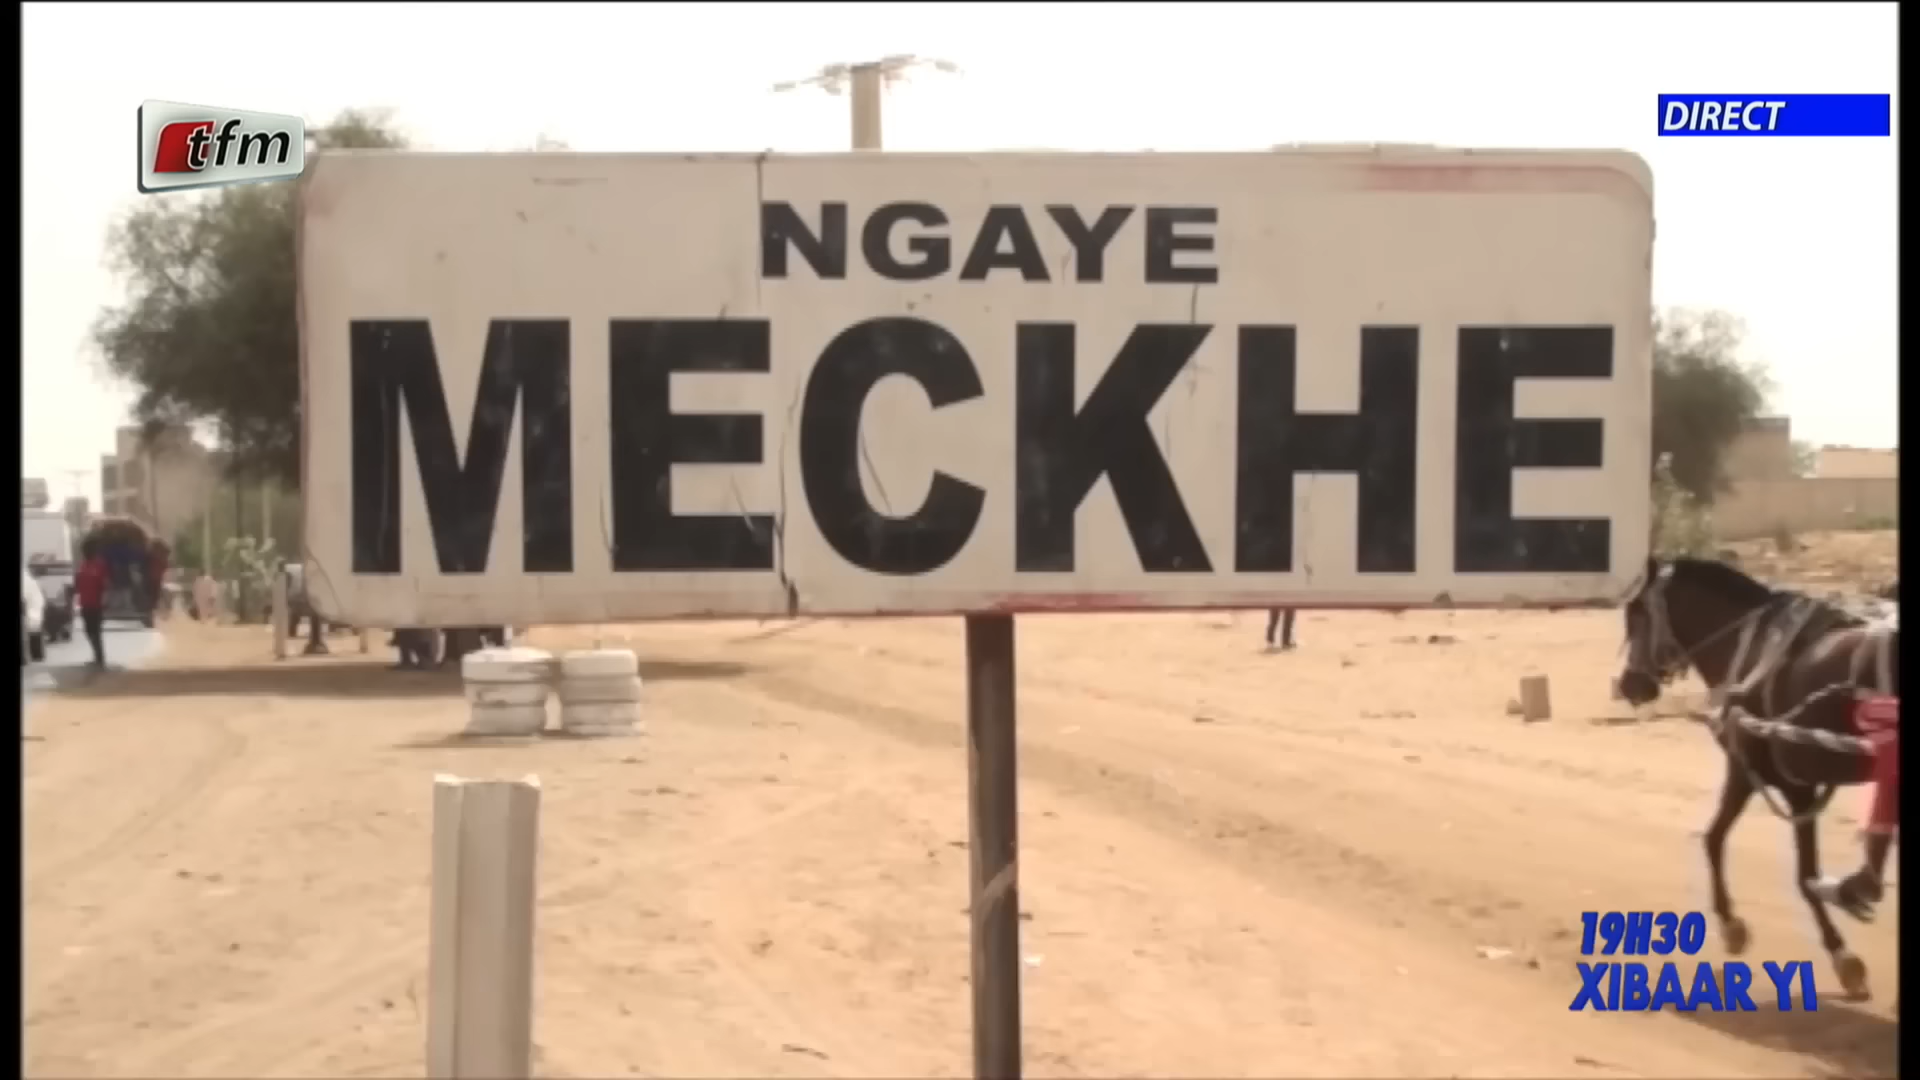 tfm
DIRECT
NGAYE
MECKHE
19H30
XIBAAR YI